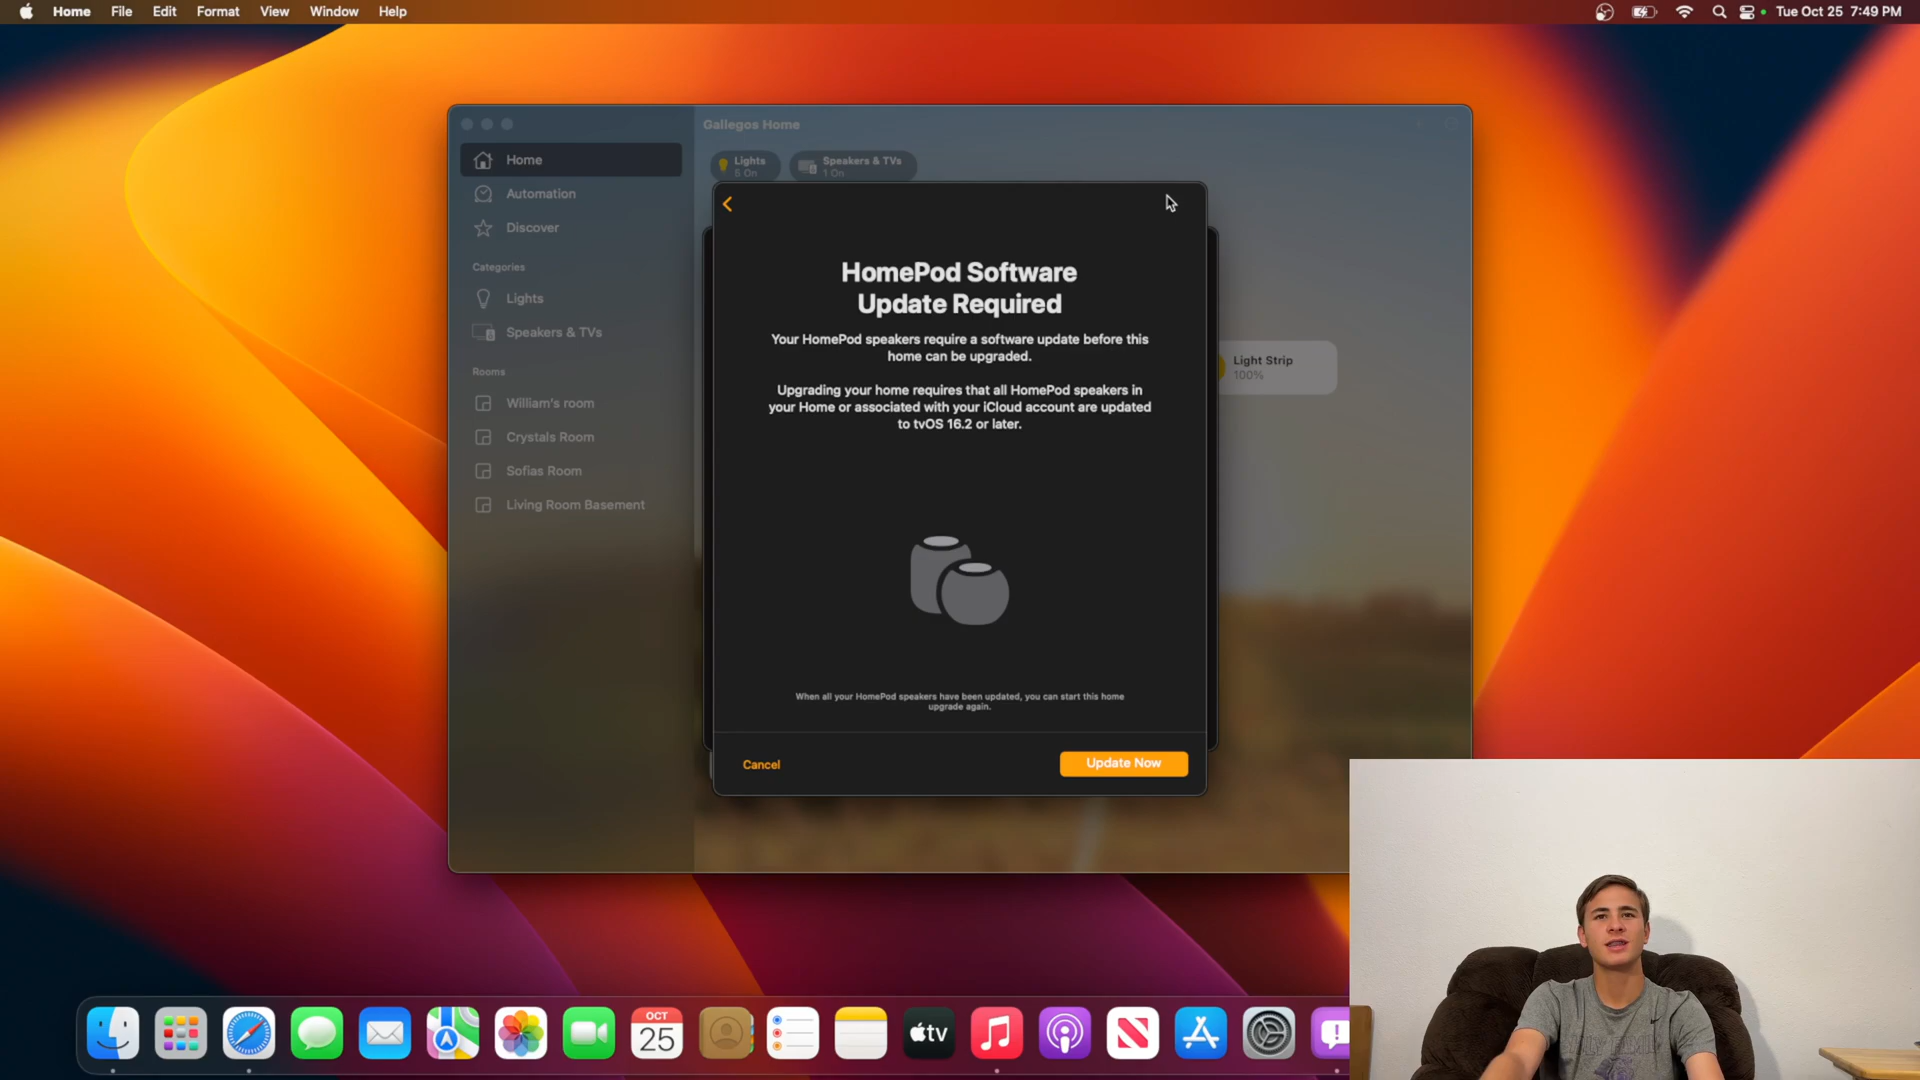 Home File Edit Format View Window Help
Tue Oct 25 7:49 PM
Gallegos Home
Home
Automation
Discover
Categories
Lights
Speakers & TVs
Rooms
William's room
Crystals Room
Sofias Room
Living Room Basement
Lights
5 On
Speakers & TVs
1 On
Light Strip
100%
HomePod Software
Update Required
Your HomePod speakers require a software update before this
home can be upgraded.
Upgrading your home requires that all HomePod speakers in
your Home or associated with your iCloud account are updated
to tvOS 16.2 or later.
When all your HomePod speakers have been updated, you can start this home
upgrade again.
Cancel
Update Now
OCT
25
tv